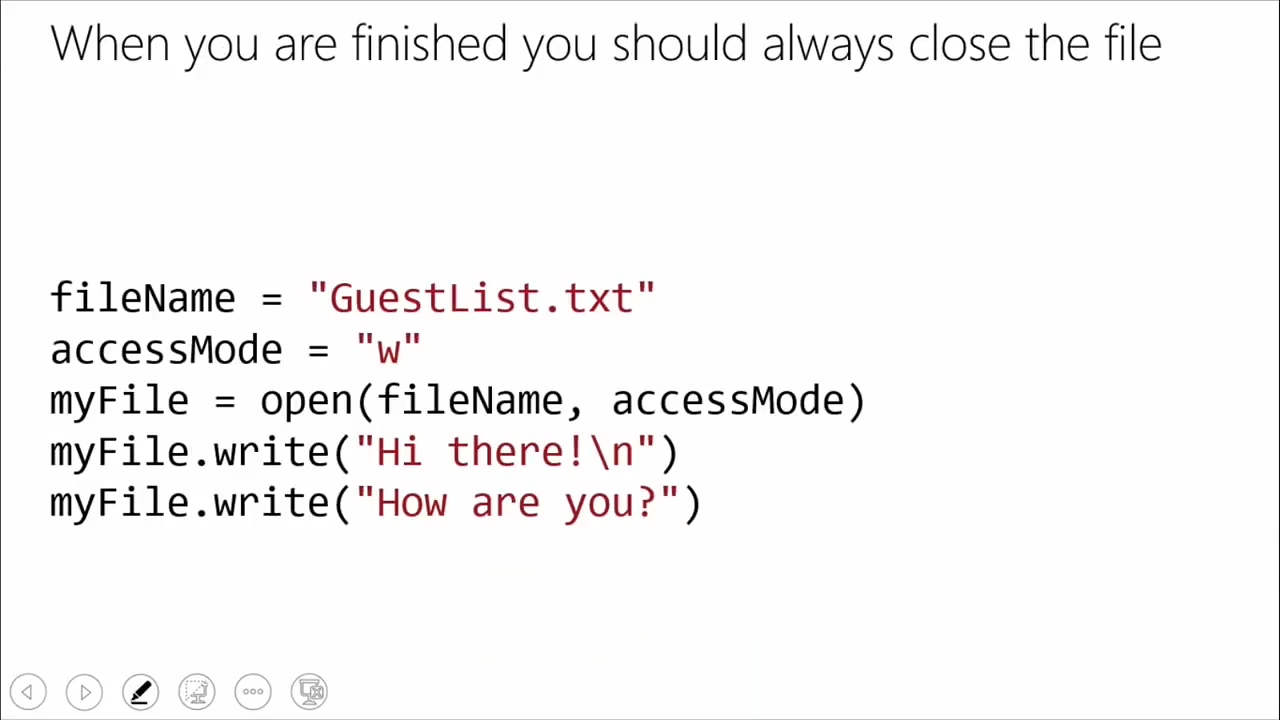 When you are finished you should always close the file
fileName = "GuestList.txt"
accessMode = "w"
myFile = open(fileName, accessMode)
myFile.write("Hi there!\n")
myFile.write("How are you?")